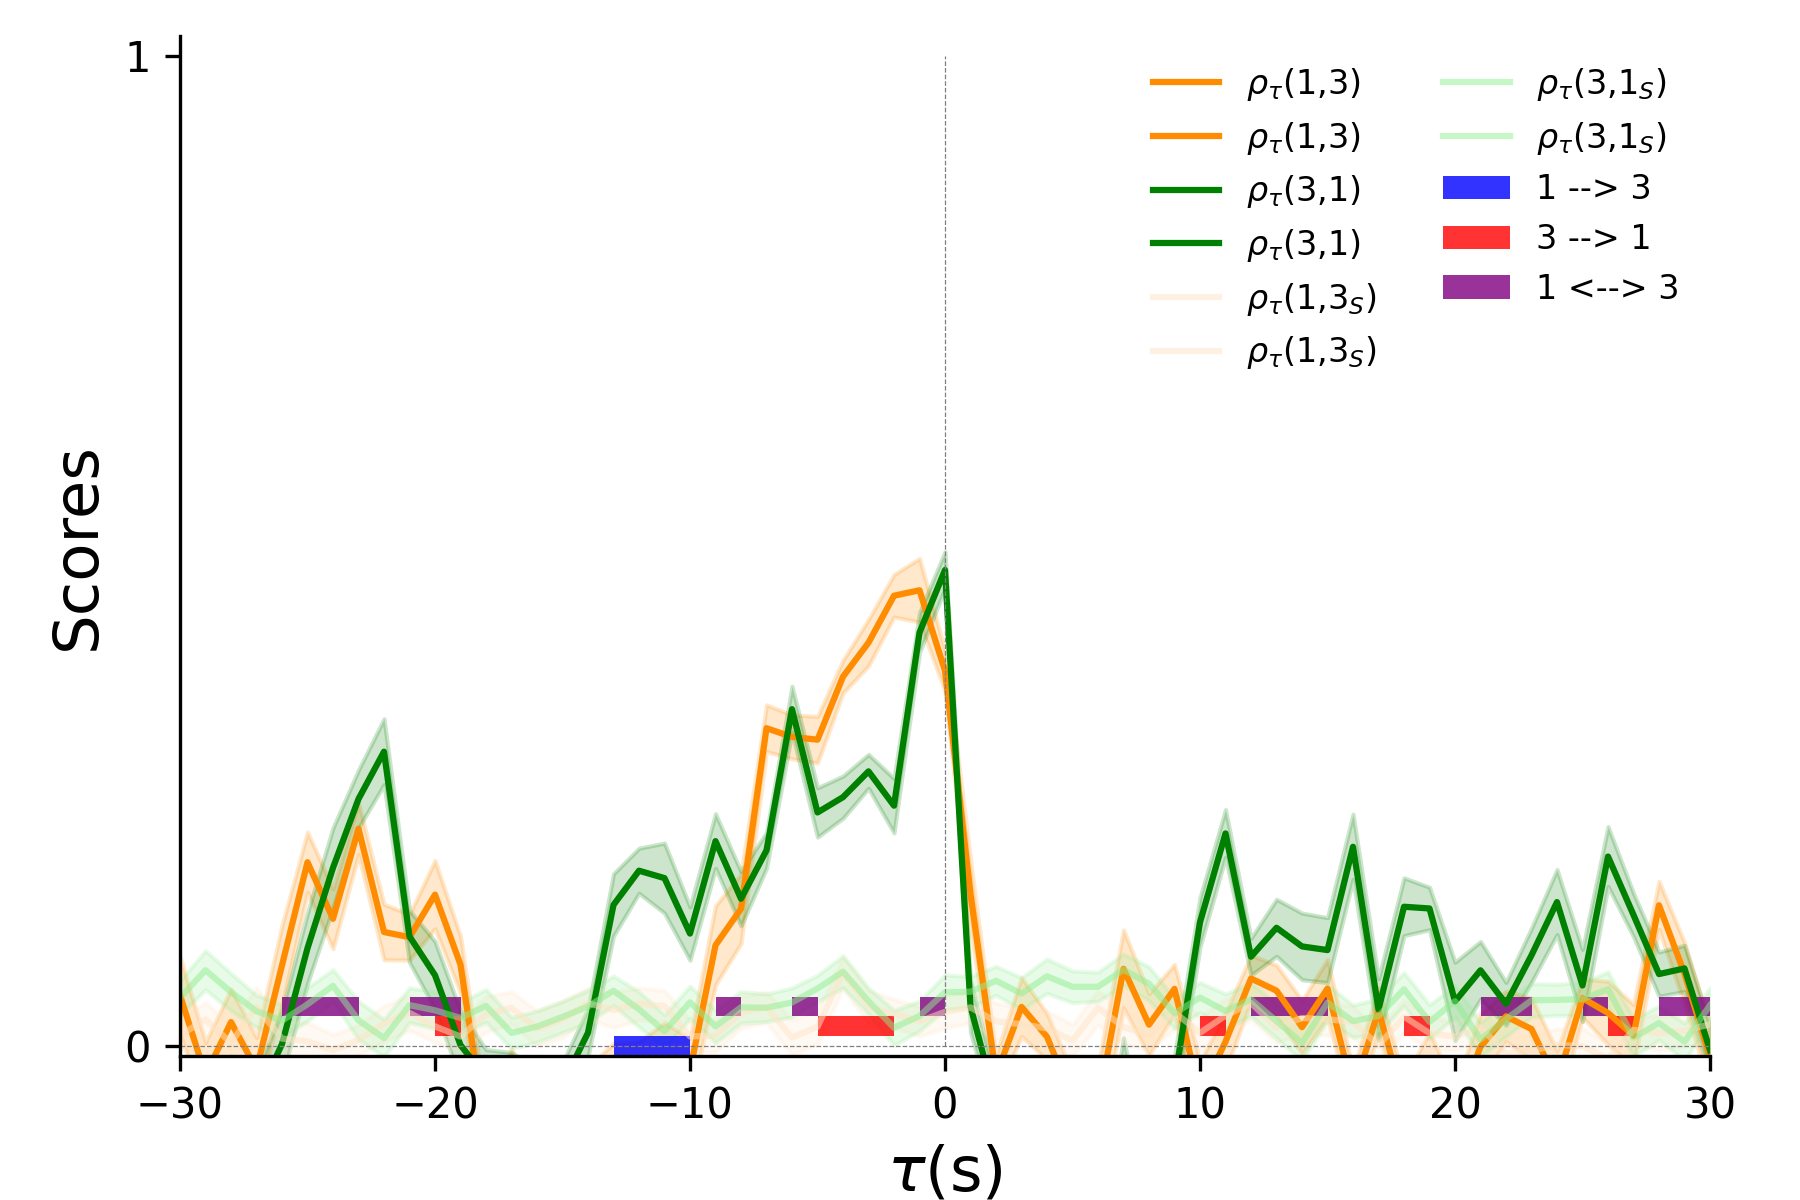 1
0
Scores
−30 −20 −10 0 10 20 30
τ(s)
ρτ(1,3)
ρτ(1,3)
ρτ(3,1)
ρτ(3,1)
ρτ(1,3S)
ρτ(1,3S)
ρτ(3,1S)
ρτ(3,1S)
1 --> 3
3 --> 1
1 <--> 3